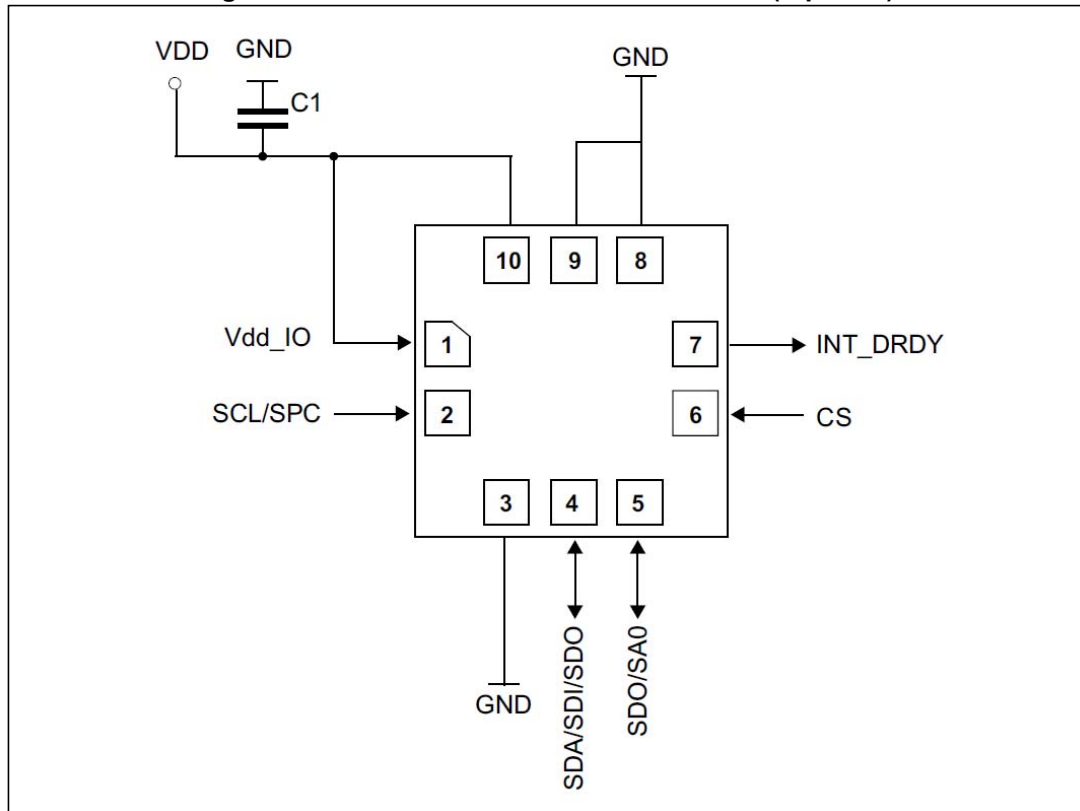 VDD
GND
C1
GND
10
9
8
Vdd_IO
1
7
INT_DRDY
SCL/SPC
2
6
CS
3
4
5
GND
SDA/SDI/SDO
SDO/SA0